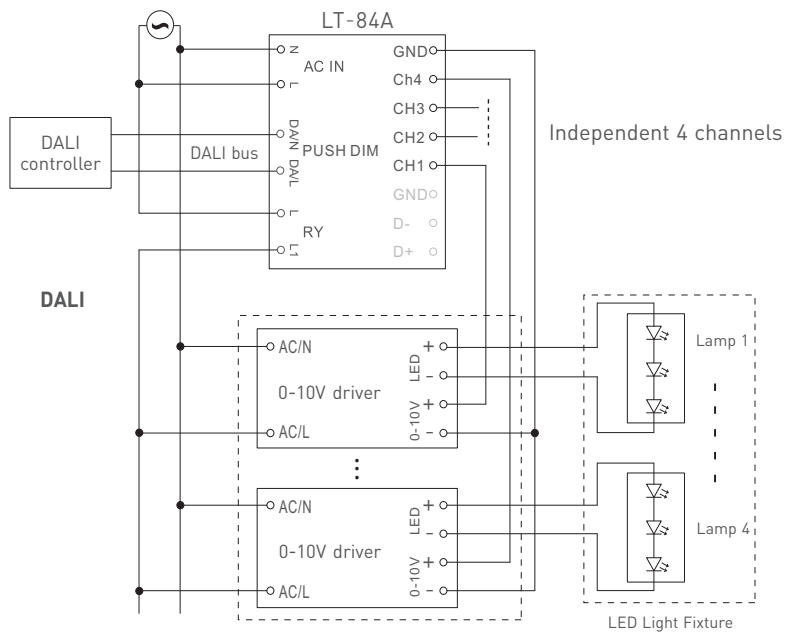 LT-84A
N
AC IN
L
DA/N
PUSH DIM
DA/L
L
RY
L1
GND
Ch4
CH3
CH2
CH1
GND
D-
D+
DALI
controller
DALI bus
Independent 4 channels
DALI
AC/N
0-10V driver
AC/L
+
LED
-
+
0-10V
-
Lamp 1
AC/N
0-10V driver
AC/L
+
LED
-
+
0-10V
-
Lamp 4
LED Light Fixture